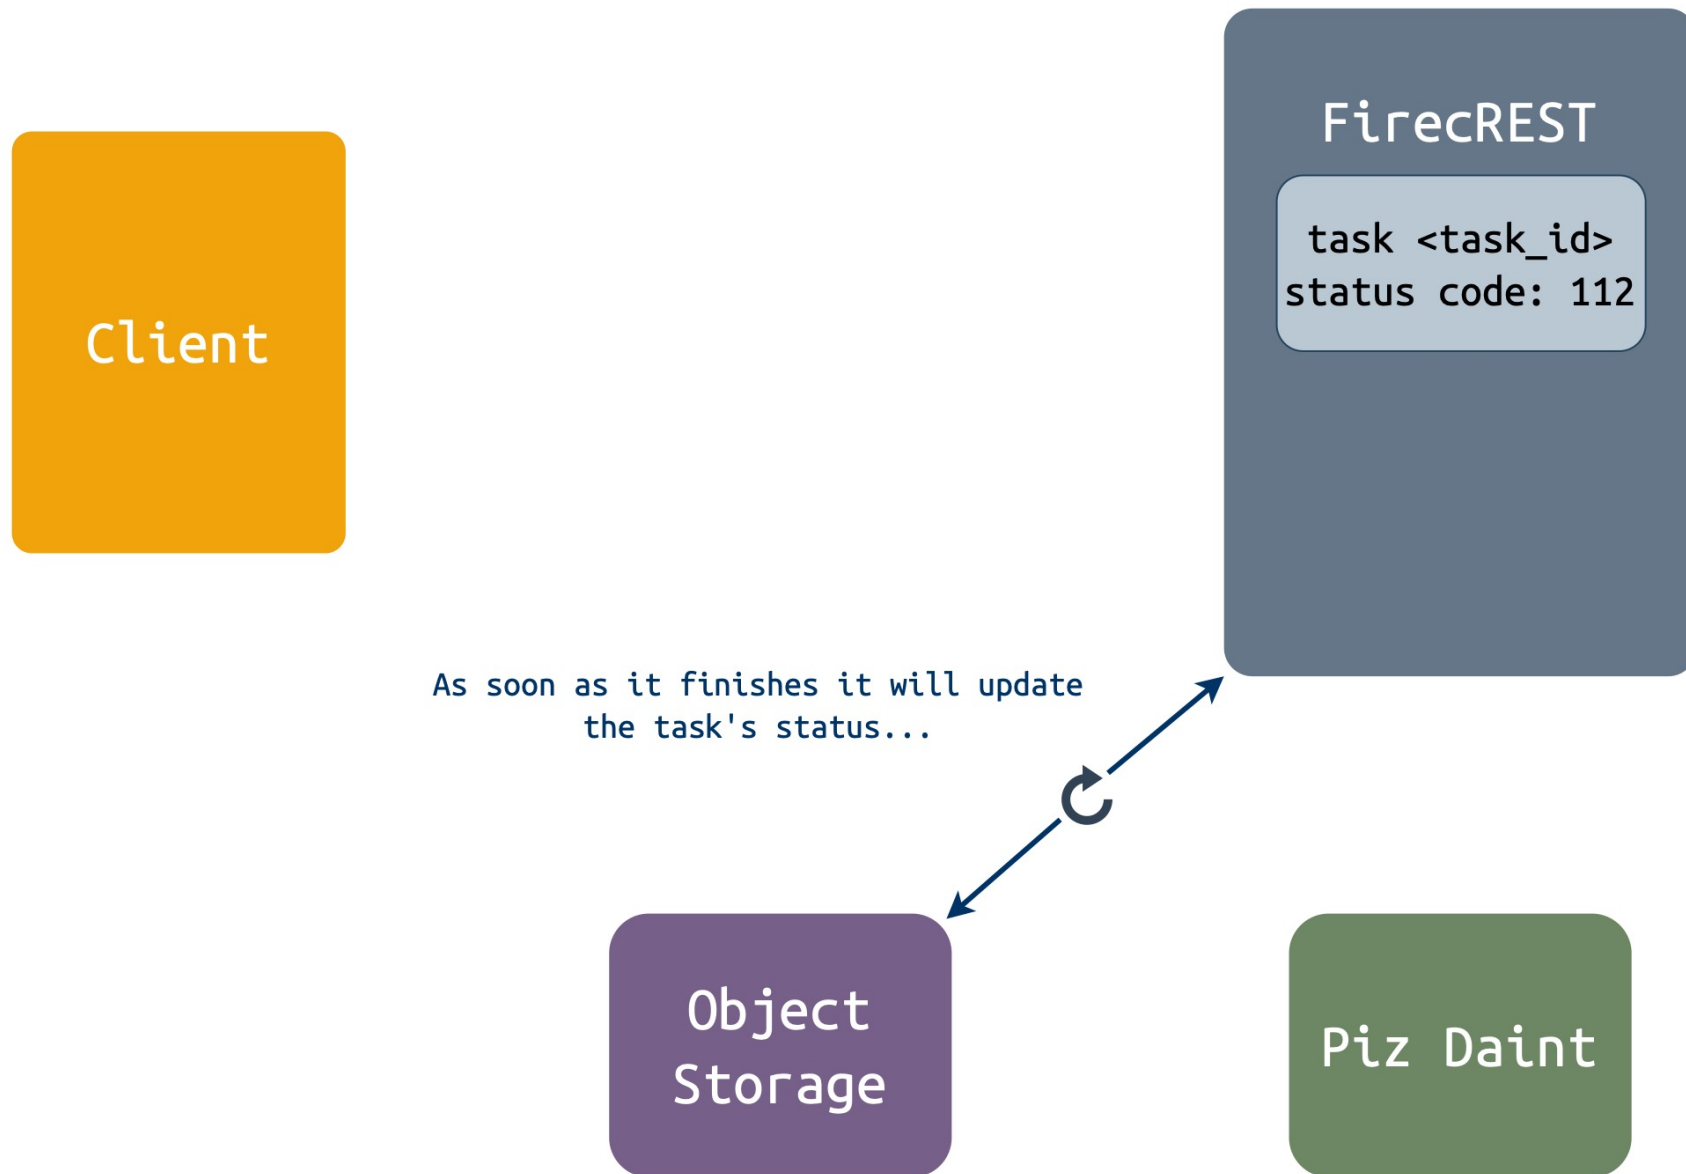 FirecREST
task <task_id>
status code: 112
Client
As soon as it finishes it will update
the task's status...
Object
Storage
Piz Daint